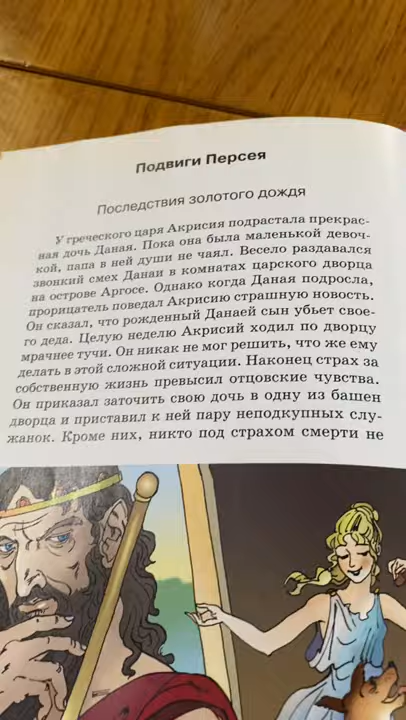 Подвиги Персея
Последствия золотого дождя
У греческого царя Акрисия подрастала прекрас-
ная дочь Даная. Пока она была маленькой девоч-
кой, папа в ней души не чаял. Весело раздавался
звонкий смех Данаи в комнатах царского дворца
на острове Аргосе. Однако когда Даная подросла,
прорицатель поведал Акрисию страшную новость.
Он сказал, что рожденный Данаей сын убьет свое-
го деда. Целую неделю Акрисий ходил по дворцу
мрачнее тучи. Он никак не мог решить, что же ему
делать в этой сложной ситуации. Наконец страх за
собственную жизнь превысил отцовские чувства.
Он приказал заточить свою дочь в одну из башен
дворца и приставил к ней пару неподкупных слу-
жанок. Кроме них, никто под страхом смерти не